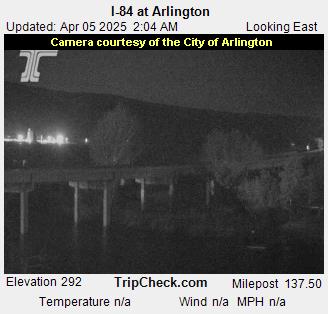 I-84 at Arlington
Updated: Apr 05 2025 2:04 AM Looking East
Camera courtesy of the City of Arlington
Elevation 292 TripCheck.com Milepost 137.50
Temperature n/a Wind n/a MPH n/a